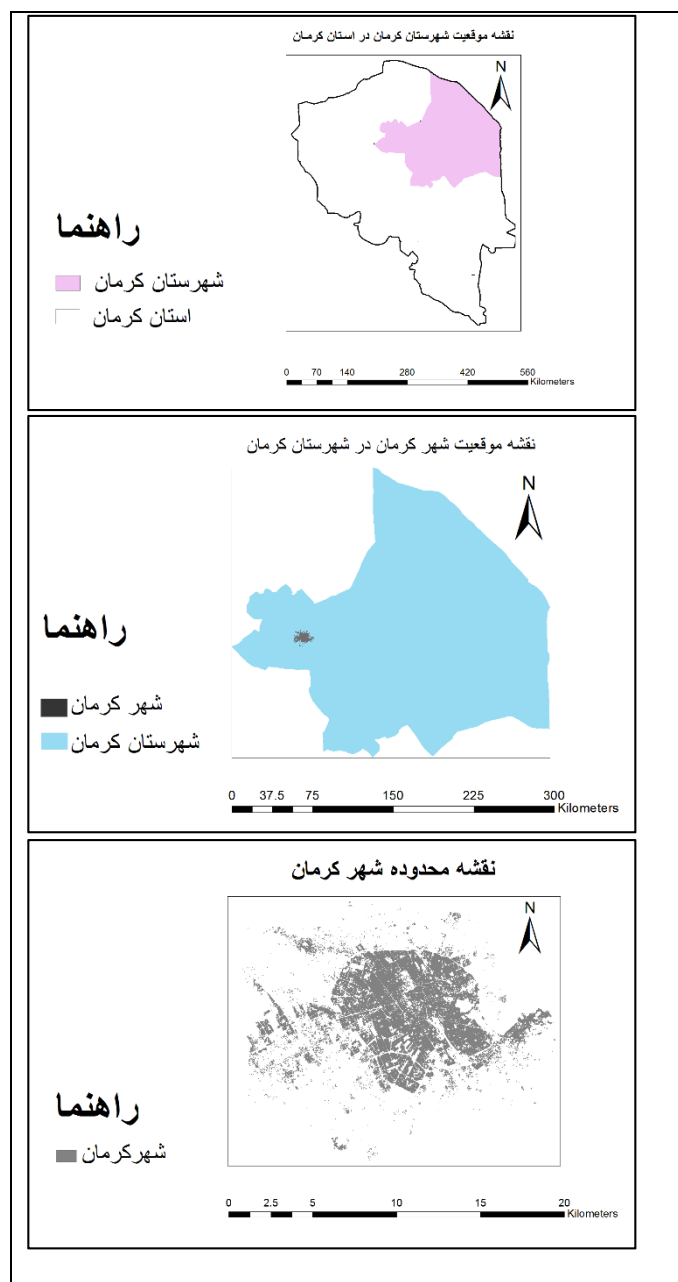 نقشه موقعیت شهرستان کرمان در استان کرمان
N
راهنما
شهرستان کرمان
استان کرمان
0 70 140 280 420 560
Kilometers
نقشه موقعیت شهر کرمان در شهرستان کرمان
N
راهنما
شهر کرمان
شهرستان کرمان
0 37.5 75 150 225 300
Kilometers
نقشه محدوده شهر کرمان
N
راهنما
شهرکرمان
0 2.5 5 10 15 20
Kilometers